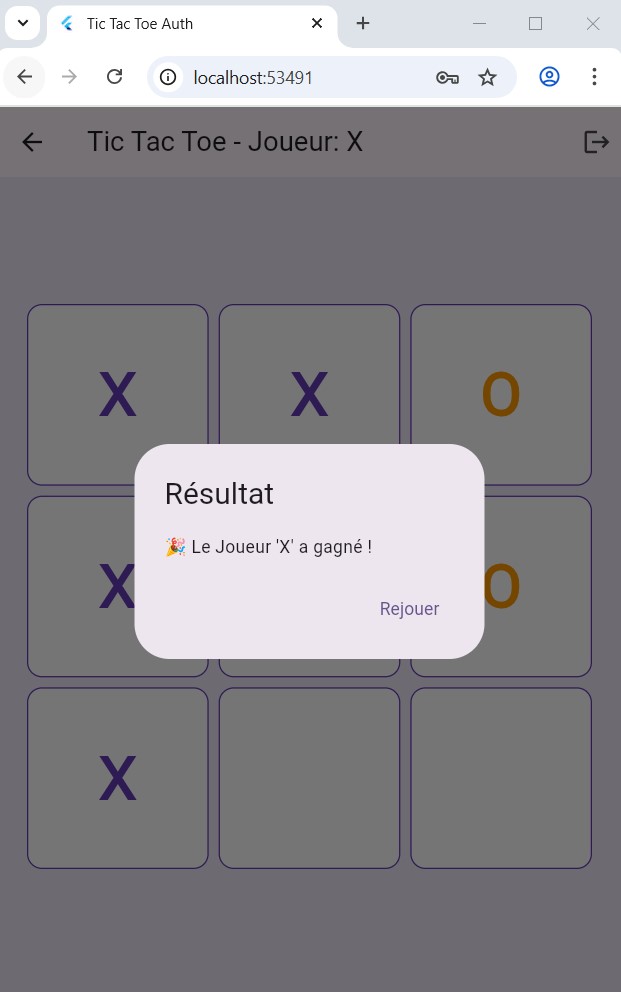 Tic Tac Toe Auth
localhost:53491
Tic Tac Toe - Joueur: X
X X O
Résultat
🎉 Le Joueur 'X' a gagné !
X O
Rejouer
X